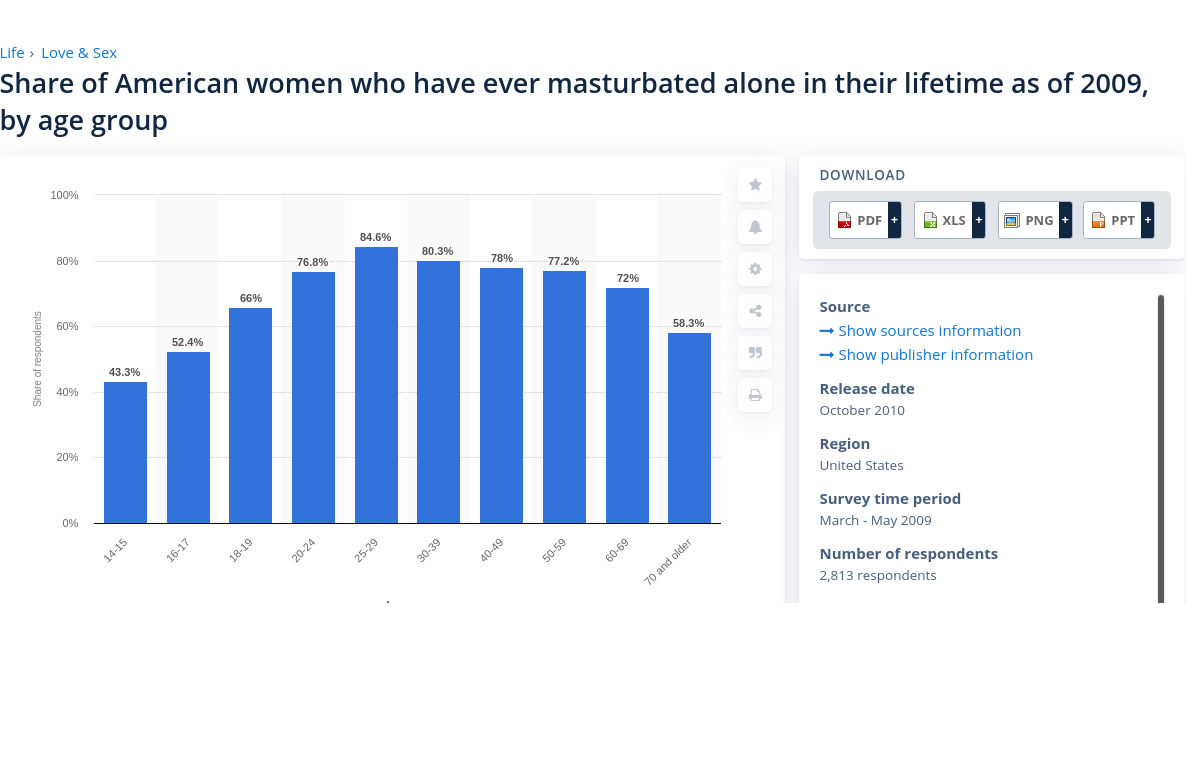 Life › Love & Sex
Share of American women who have ever masturbated alone in their lifetime as of 2009,
by age group
100%
80%
60%
40%
20%
0%
Share of respondents
43.3%
52.4%
66%
76.8%
84.6%
80.3%
78%
77.2%
72%
58.3%
14-15
16-17
18-19
20-24
25-29
30-39
40-49
50-59
60-69
70 and older
DOWNLOAD
PDF +
XLS +
PNG +
PPT +
Source
Show sources information
Show publisher information
Release date
October 2010
Region
United States
Survey time period
March - May 2009
Number of respondents
2,813 respondents